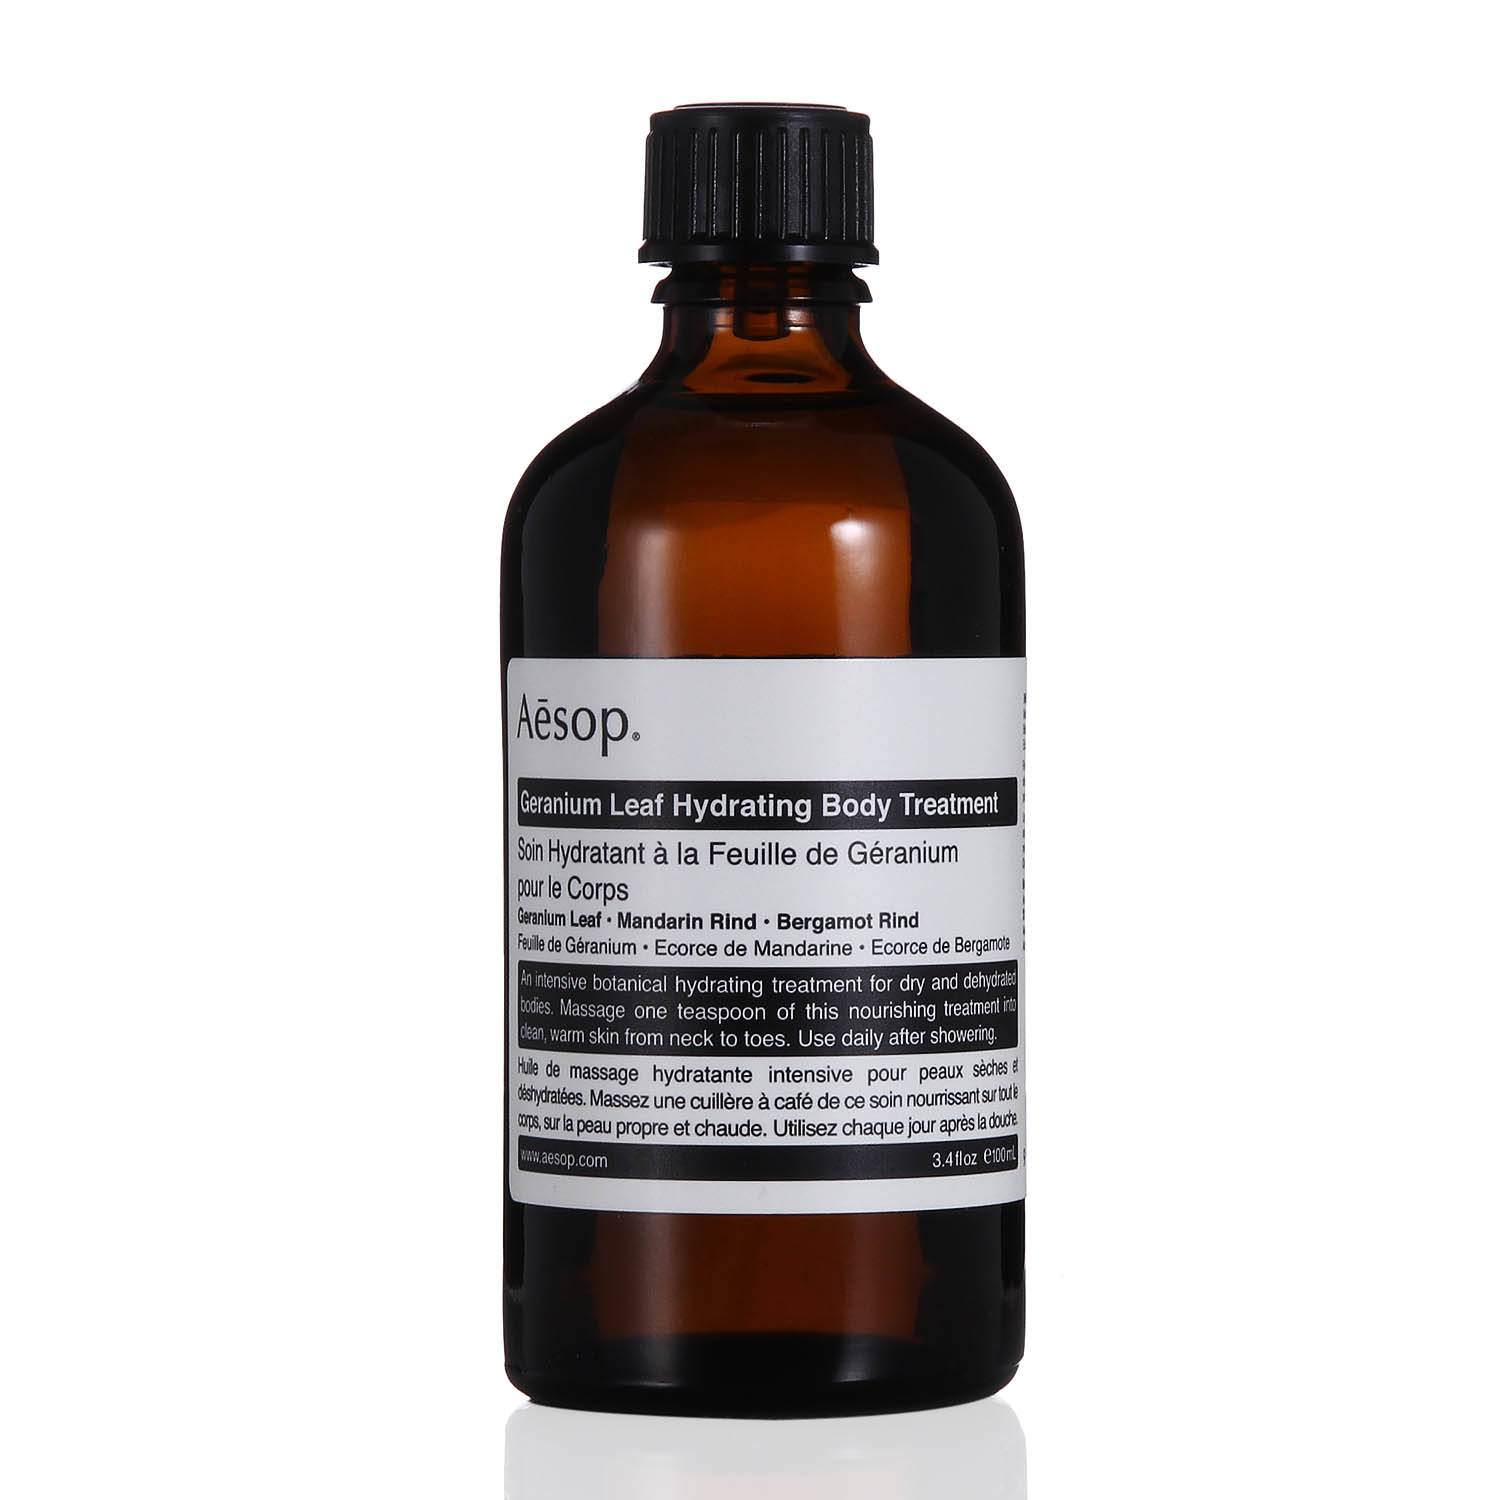 Aēsop.®
Geranium Leaf Hydrating Body Treatment
Soin Hydratant à la Feuille de Géranium
pour le Corps
Geranium Leaf • Mandarin Rind • Bergamot Rind
Feuille de Géranium • Ecorce de Mandarine • Ecorce de Bergamote
An intensive botanical hydrating treatment for dry and dehydrated
bodies. Massage one teaspoon of this nourishing treatment into
clean, warm skin from neck to toes. Use daily after showering.
Huile de massage hydratante intensive pour peaux sèches et
déshydratées. Massez une cuillère à café de ce soin nourrissant sur tout le
corps, sur la peau propre et chaude. Utilisez chaque jour après la douche.
www.aesop.com 3.4 fl oz ℮100mL